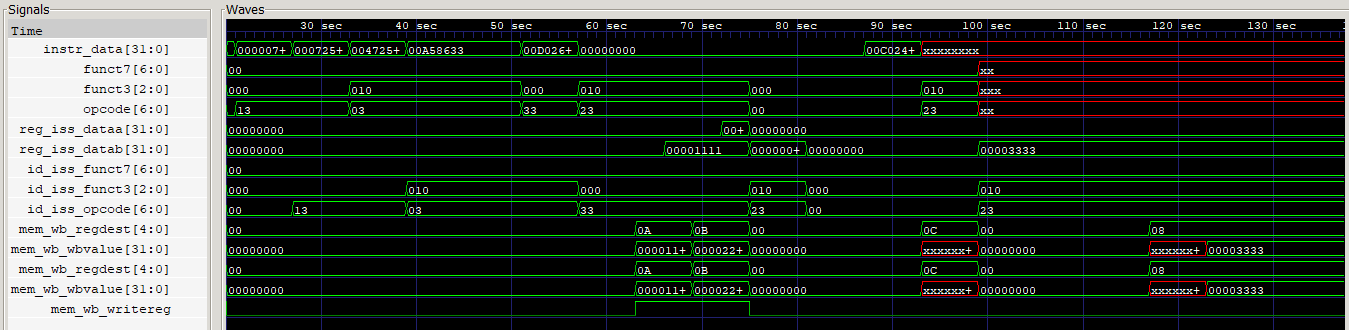 Signals
Waves
Time
30 sec 40 sec 50 sec 60 sec 70 sec 80 sec 90 sec 100 sec 110 sec 120 sec 130 sec
instr_data[31:0] 000007+ 000725+ 004725+ 00A58633 00D026+ 00000000 00C024+ xxxxxxxx
funct7[6:0] 00 xx
funct3[2:0] 000 010 000 010 000 010 xxx
opcode[6:0] 13 03 33 23 00 23 xx
reg_iss_dataa[31:0] 00000000 00+ 00000000
reg_iss_datab[31:0] 00000000 00001111 000000+ 00000000 00003333
id_iss_funct7[6:0] 00
id_iss_funct3[2:0] 000 010 000 010 000 010
id_iss_opcode[6:0] 00 13 03 33 23 00 23
mem_wb_regdest[4:0] 00 0A 0B 00 0C 00 08
mem_wb_wbvalue[31:0] 00000000 000011+ 000022+ 00000000 xxxxxx+ 00000000 xxxxxx+ 00003333
mem_wb_regdest[4:0] 00 0A 0B 00 0C 00 08
mem_wb_wbvalue[31:0] 00000000 000011+ 000022+ 00000000 xxxxxx+ 00000000 xxxxxx+ 00003333
mem_wb_writereg